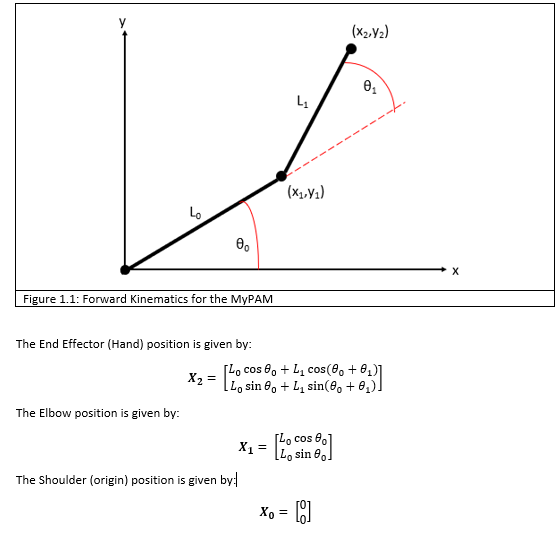 y
(x₂,y₂)
θ₁
L₁
(x₁,y₁)
L₀
θ₀
x
Figure 1.1: Forward Kinematics for the MyPAM
The End Effector (Hand) position is given by:
X₂ = [L₀ cos θ₀ + L₁ cos(θ₀ + θ₁)
L₀ sin θ₀ + L₁ sin(θ₀ + θ₁)]
The Elbow position is given by:
X₁ = [L₀ cos θ₀
L₀ sin θ₀]
The Shoulder (origin) position is given by:
X₀ = [0
0]